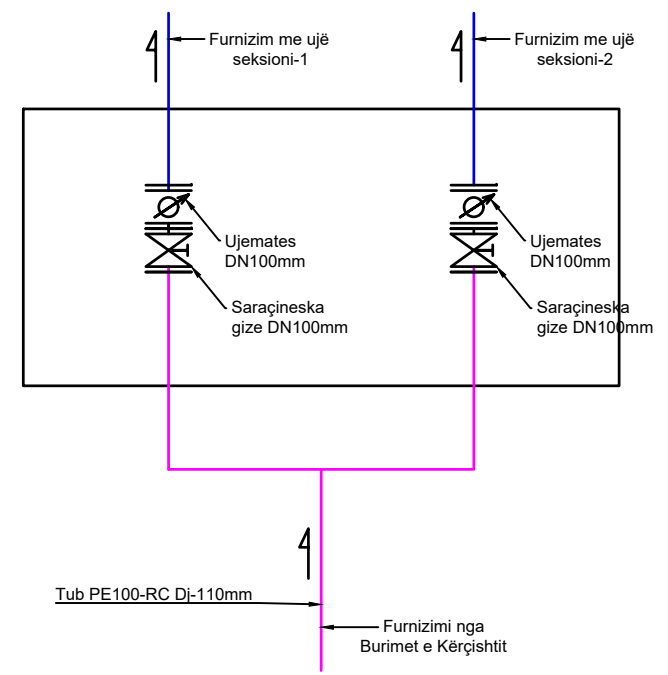 Furnizim me ujë
seksioni-1
Furnizim me ujë
seksioni-2
Ujemates
DN100mm
Ujemates
DN100mm
Saraçineska
gize DN100mm
Saraçineska
gize DN100mm
Tub PE100-RC Dj-110mm
Furnizimi nga
Burimet e Kërçishtit